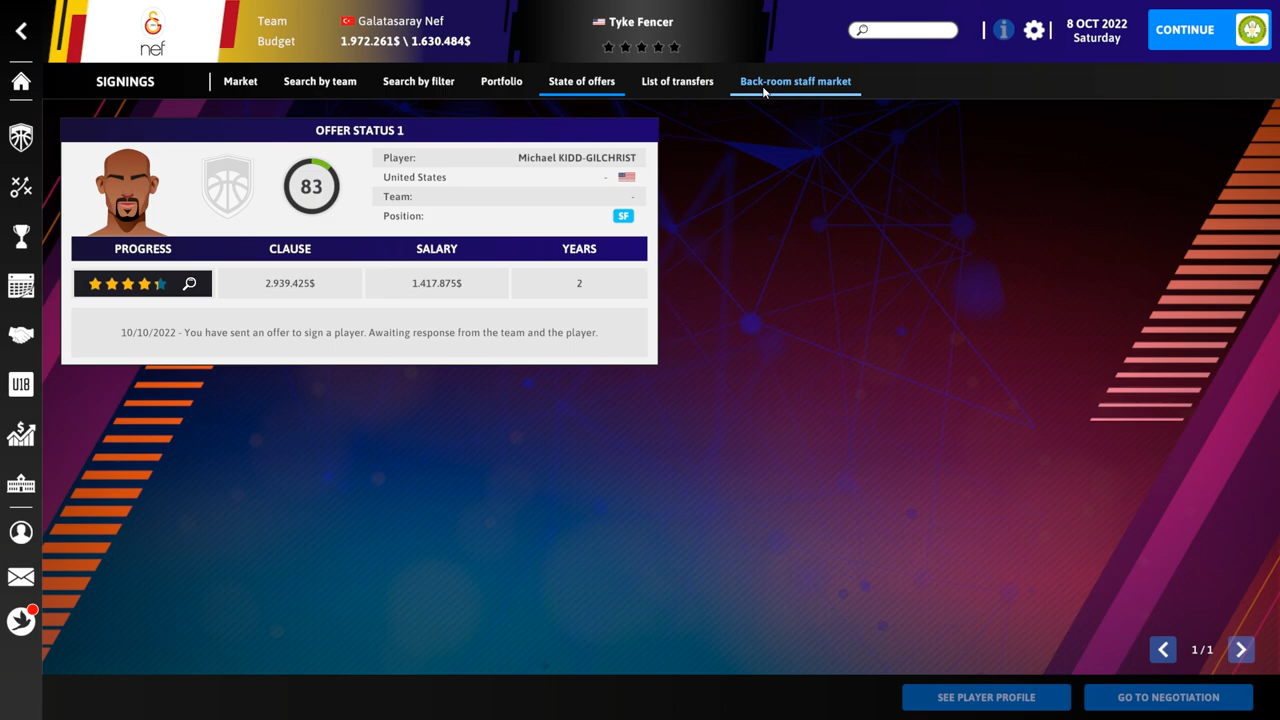 Team Galatasaray Nef
Budget 1.972.261$ \ 1.630.484$
nef
Tyke Fencer
8 OCT 2022
Saturday
CONTINUE
SIGNINGS
Market
Search by team
Search by filter
Portfolio
State of offers
List of transfers
Back-room staff market
OFFER STATUS 1
83
Player: Michael KIDD-GILCHRIST
United States -
Team: -
Position: SF
PROGRESS CLAUSE SALARY YEARS
2.939.425$ 1.417.875$ 2
10/10/2022 - You have sent an offer to sign a player. Awaiting response from the team and the player.
U18
1 / 1
SEE PLAYER PROFILE
GO TO NEGOTIATION